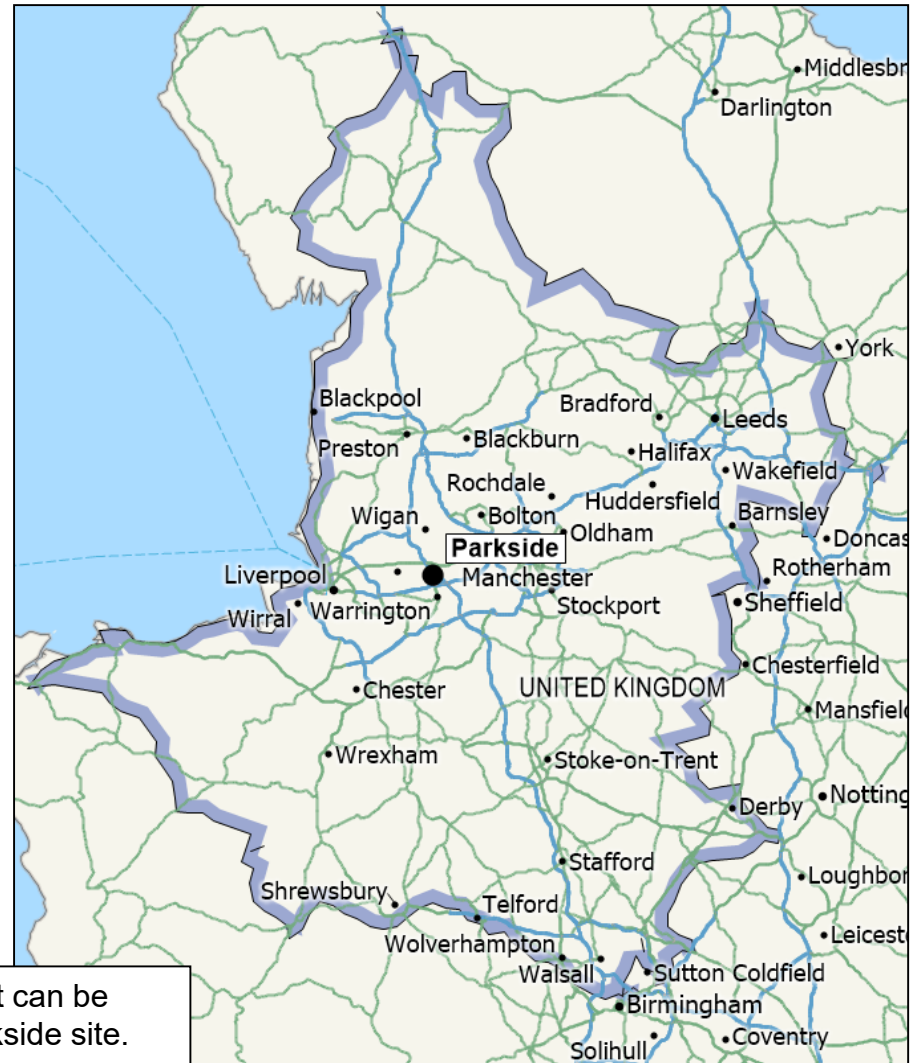 Middlesbr
Darlington
York
Blackpool
Bradford
Leeds
Preston
Blackburn
Halifax
Wakefield
Rochdale
Huddersfield
Wigan
Bolton
Barnsley
Oldham
Doncas
Parkside
Rotherham
Liverpool
Manchester
Sheffield
Wirral
Warrington
Stockport
Chesterfield
Chester
UNITED KINGDOM
Mansfield
Wrexham
Stoke-on-Trent
Notting
Derby
Stafford
Loughbor
Shrewsbury
Telford
Leicest
Wolverhampton
Walsall
Sutton Coldfield
t can be
Birmingham
kside site.
Coventry
Solihull